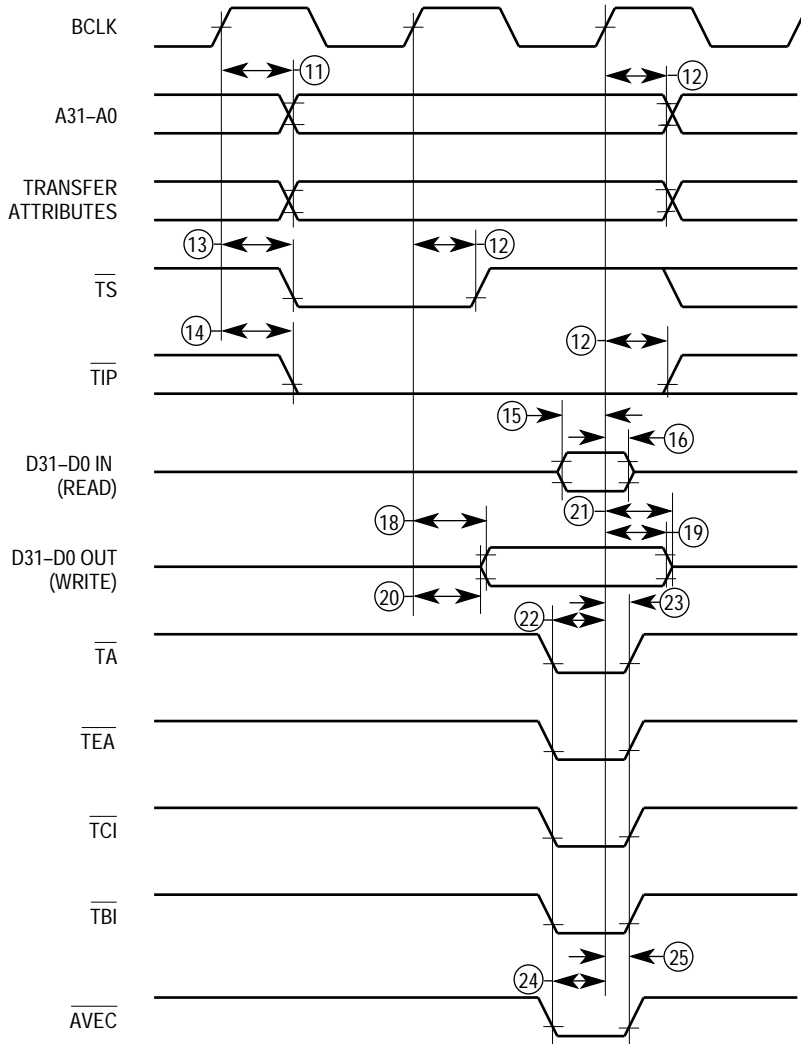 BCLK
11
12
A31–A0
TRANSFER
ATTRIBUTES
13
12
TS
14
12
TIP
15
16
D31–D0 IN
(READ)
21
18
19
D31–D0 OUT
(WRITE)
20
23
22
TA
TEA
TCI
TBI
25
24
AVEC